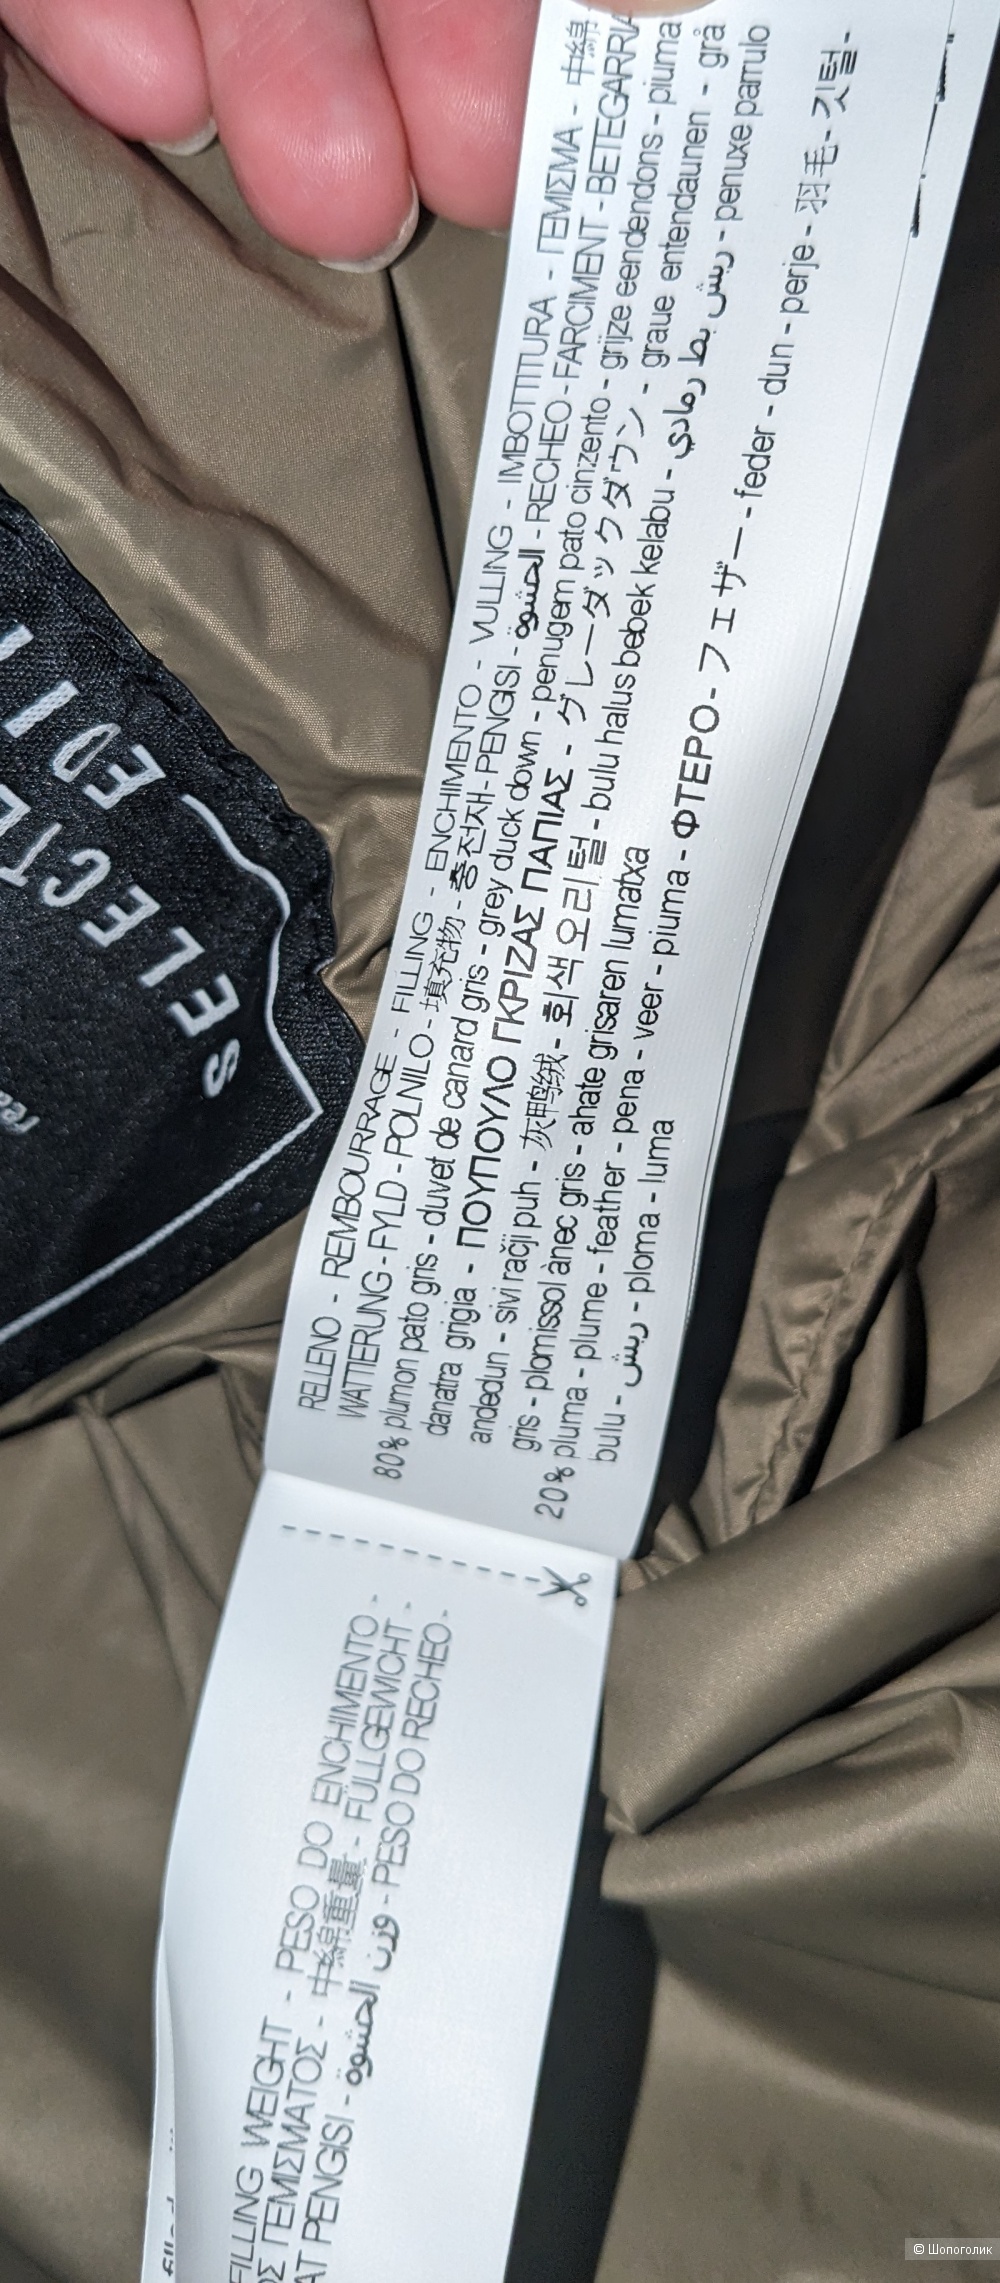 RELLENO - REMBOURRAGE - FILLING - ENCHIMENTO - VULLING - IMBOTTITURA - ΓΕΜΙΣΜΑ - 中綿 -
WATTIERUNG - FYLD - POLNILO - 填充物 - 충전재 - PENGISI - الحشوة - RECHEO - FARCIMENT - BETEGARRIA
80% plumon pato gris - duvet de canard gris - grey duck down - penugem pato cinzento - grijze eendendons - piuma
danatra grigia - ΠΟΥΠΟΥΛΟ ΓΚΡΙΖΑΣ ΠΑΠΙΑΣ - グレーダックダウン - graue entendaunen - grå
andedun - sivi račji puh - 灰鸭绒 - 회색 오리털 - bulu halus bebek kelabu - ريش بط رمادي - penuxe parrulo
gris - plomissol ànec gris - ahate grisaren lumatxa
20% pluma - plume - feather - pena - veer - piuma - ΦΤΕΡΟ - フェザー - feder - dun - perje - 羽毛 - 깃털 -
bulu - ريش - ploma - luma
FILLING WEIGHT - PESO DO ENCHIMENTO -
ΓΕΜΙΣΜΑΤΟΣ - 中綿重量 - FÜLLGEWICHT -
PENGISI - وزن الحشوة - PESO DO RECHEO -
SELECTE
EDI
© Шопоголик